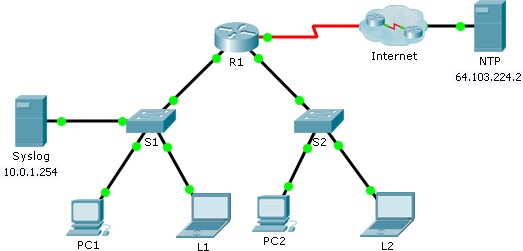 R1
Internet
NTP
64.103.224.2
S1
S2
Syslog
10.0.1.254
PC1
L1
PC2
L2